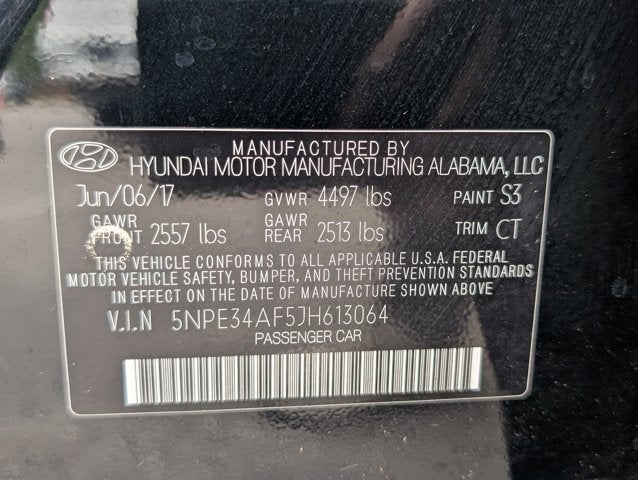 MANUFACTURED BY
HYUNDAI MOTOR MANUFACTURING ALABAMA, LLC
Jun/06/17 GVWR 4497 lbs PAINT S3
GAWR FRONT 2557 lbs GAWR REAR 2513 lbs TRIM CT
THIS VEHICLE CONFORMS TO ALL APPLICABLE U.S.A. FEDERAL
MOTOR VEHICLE SAFETY, BUMPER, AND THEFT PREVENTION STANDARDS
IN EFFECT ON THE DATE OF MANUFACTURE SHOWN ABOVE
V.I.N 5NPE34AF5JH613064
PASSENGER CAR